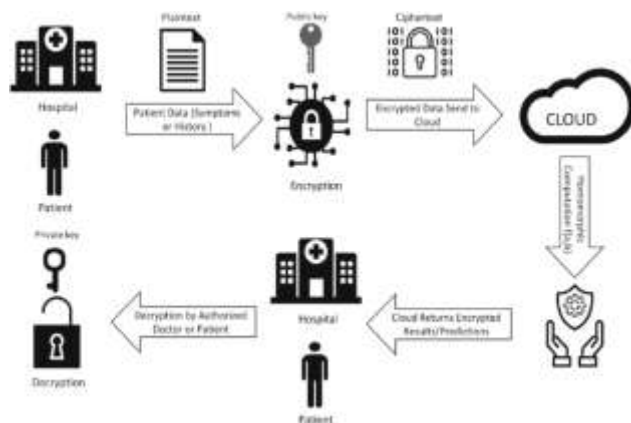 Plaintext
Public key
Ciphertext
Hospital
Patient Data (Symptoms
or History )
Encrypted Data Send to
Cloud
CLOUD
Encryption
Patient
Homomorphic
Computation
Private key
Decryption by Authorized
Doctor or Patient
Hospital
Cloud Returns Encrypted
Results/Predictions
Decryption
Patient